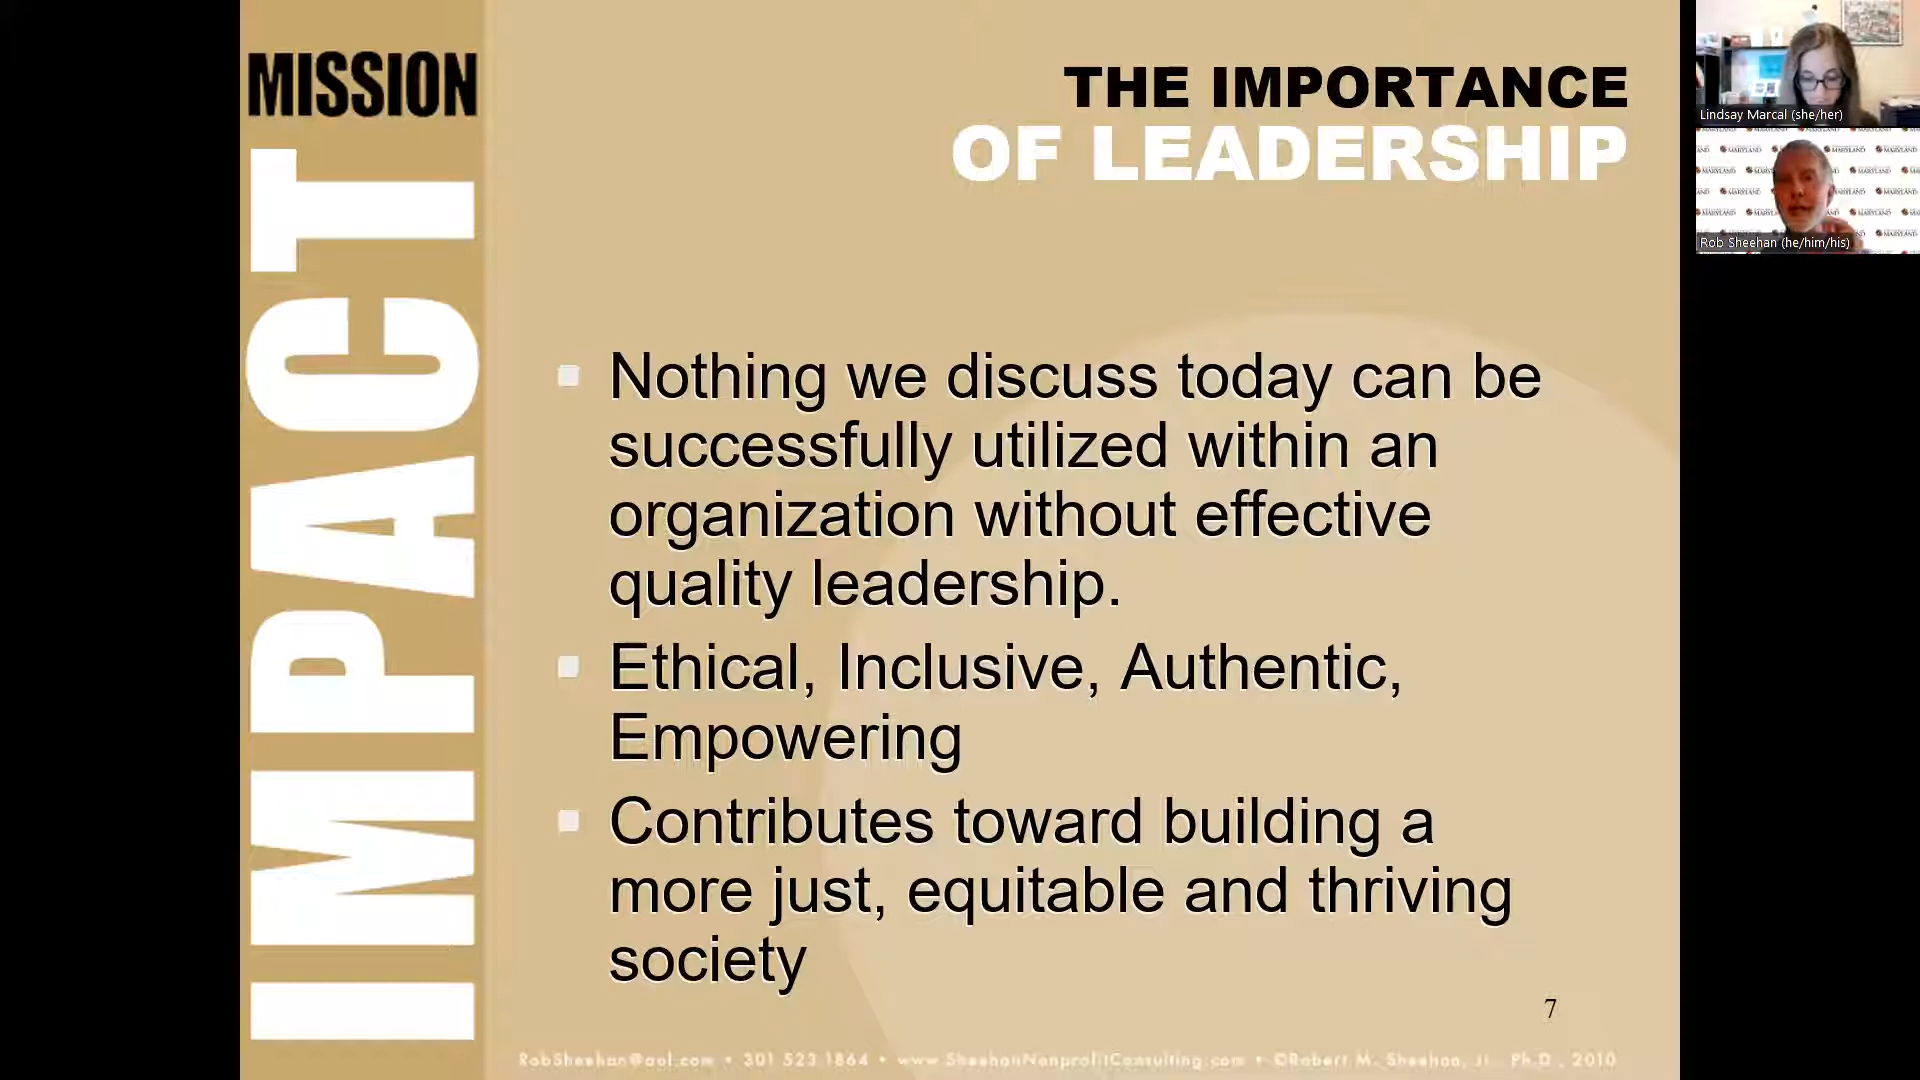 MISSION
IMPACT
THE IMPORTANCE
OF LEADERSHIP
Nothing we discuss today can be
successfully utilized within an
organization without effective
quality leadership.
Ethical, Inclusive, Authentic,
Empowering
Contributes toward building a
more just, equitable and thriving
society
7
RobSheehan@aol.com • 301 523 1864 • www.SheehanNonprofitConsulting.com • ©Robert M. Sheehan, Jr., Ph.D., 2010
Lindsay Marcal (she/her)
MARYLAND
Rob Sheehan (he/him/his)